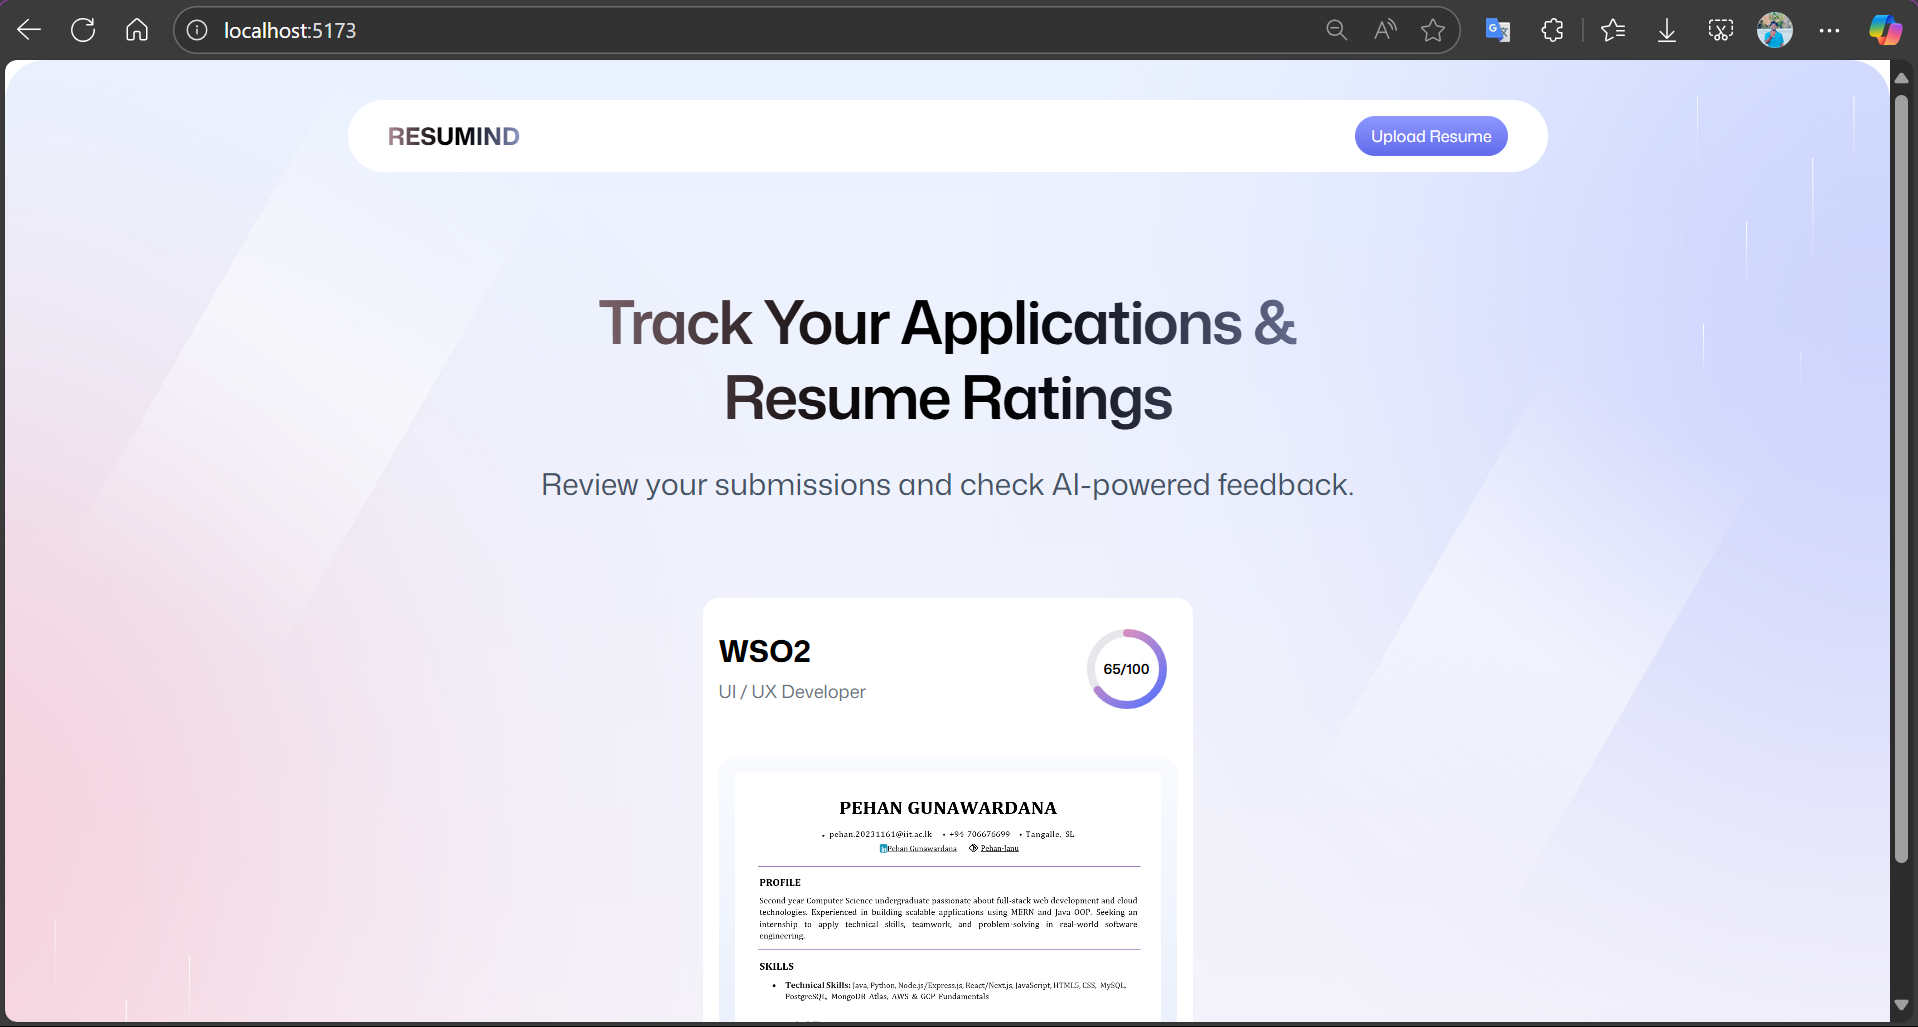 localhost:5173
RESUMIND
Upload Resume
Track Your Applications &
Resume Ratings
Review your submissions and check AI-powered feedback.
WSO2
65/100
UI / UX Developer
PEHAN GUNAWARDANA
• pehan.20231161@iit.ac.lk • +94 706676699 • Tangalle, SL
Pehan Gunawardana Pehan-lanu
PROFILE
Second year Computer Science undergraduate passionate about full-stack web development and cloud
technologies. Experienced in building scalable applications using MERN and Java OOP. Seeking an
internship to apply technical skills, teamwork, and problem-solving in real-world software
engineering.
SKILLS
• Technical Skills: Java, Python, Node.js/Express.js, React/Next.js, JavaScript, HTML5, CSS, MySQL,
PostgreSQL, MongoDB Atlas, AWS & GCP Fundamentals